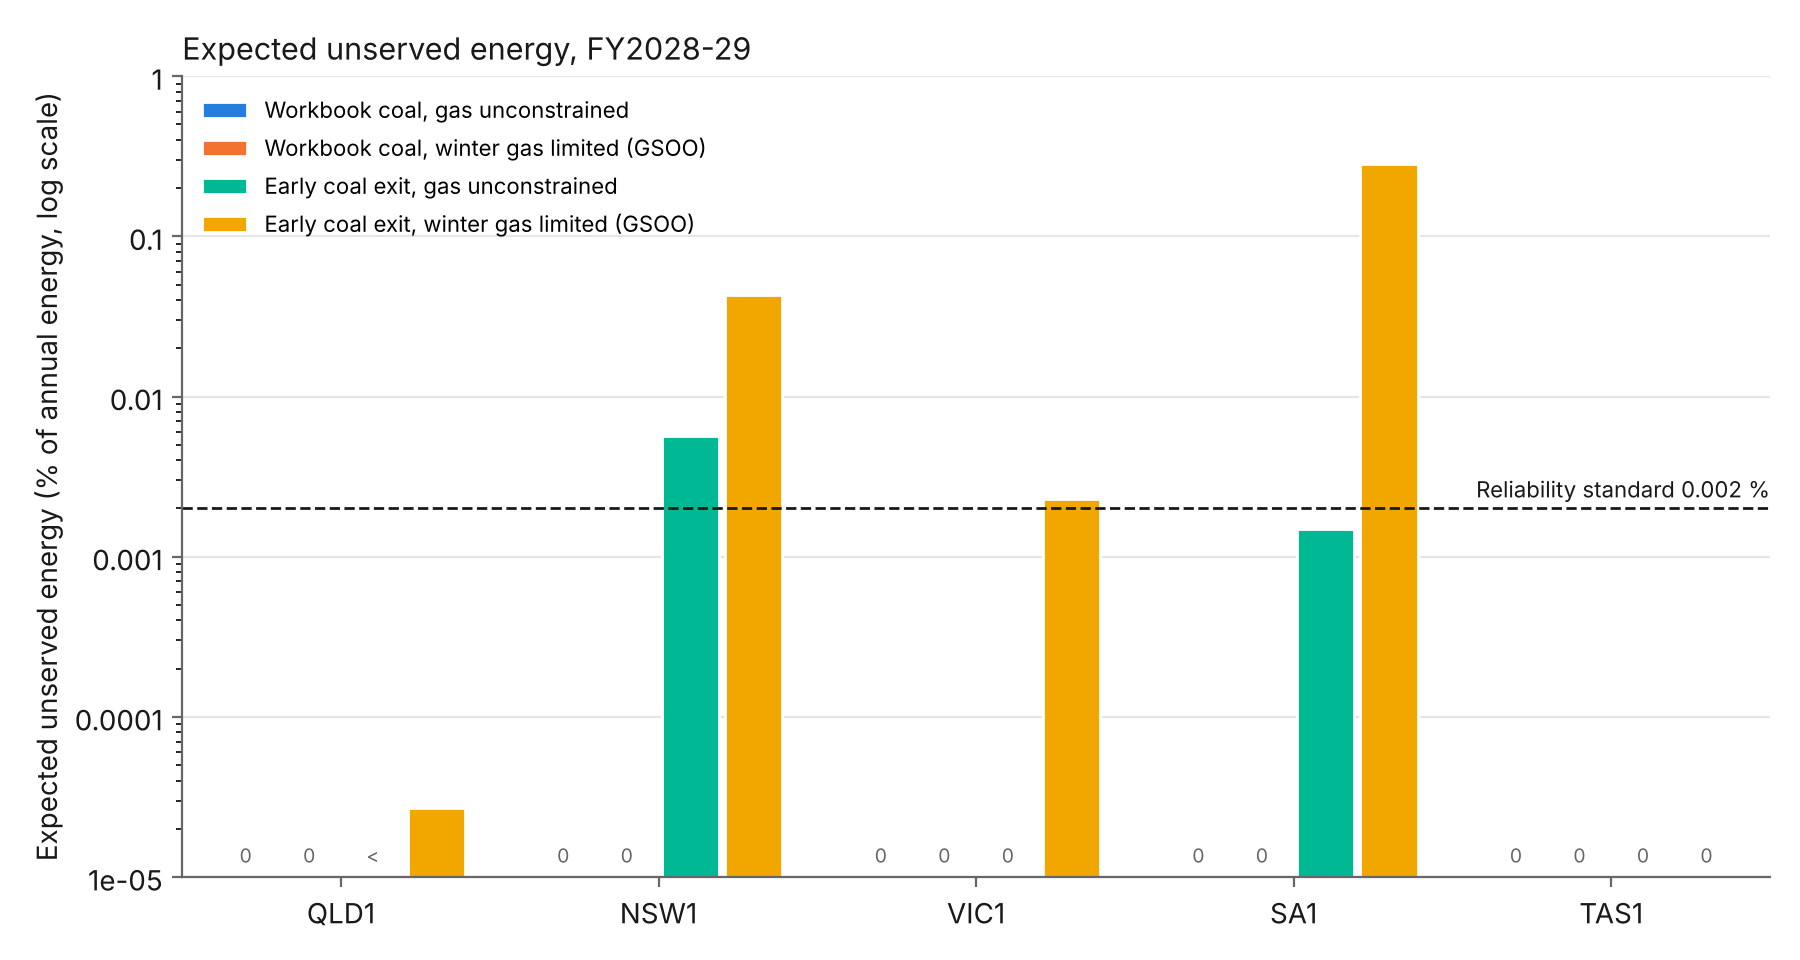 Expected unserved energy, FY2028-29
Expected unserved energy (% of annual energy, log scale)
1
0.1
0.01
0.001
0.0001
1e-05
Workbook coal, gas unconstrained
Workbook coal, winter gas limited (GSOO)
Early coal exit, gas unconstrained
Early coal exit, winter gas limited (GSOO)
Reliability standard 0.002 %
0 0 < 0 0 0 0 0 0 0 0 0 0 0
QLD1 NSW1 VIC1 SA1 TAS1